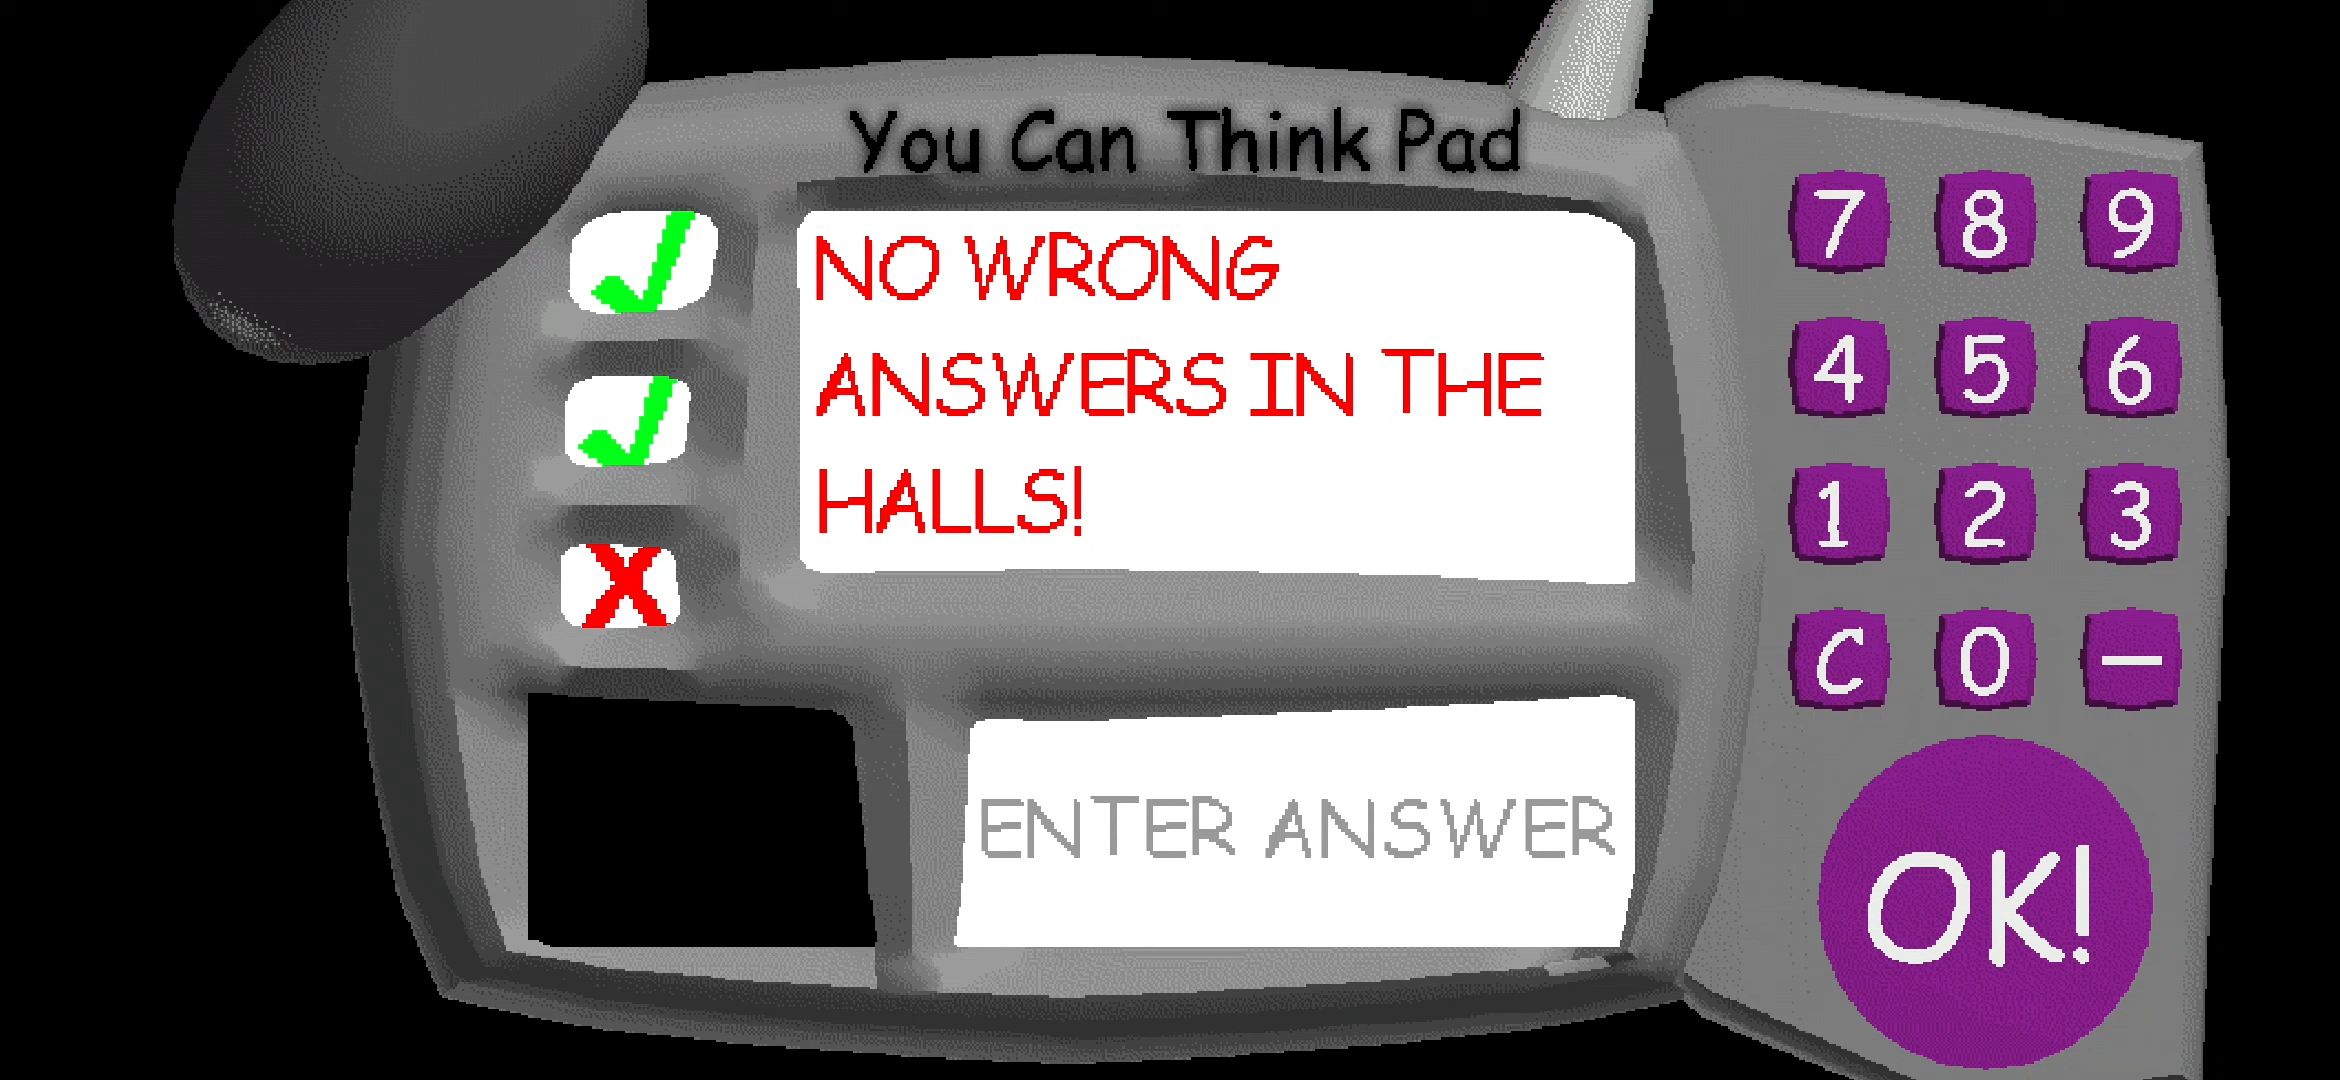 You Can Think Pad
NO WRONG
ANSWERS IN THE
HALLS!
7 8 9
4 5 6
1 2 3
C 0 —
ENTER ANSWER
OK!